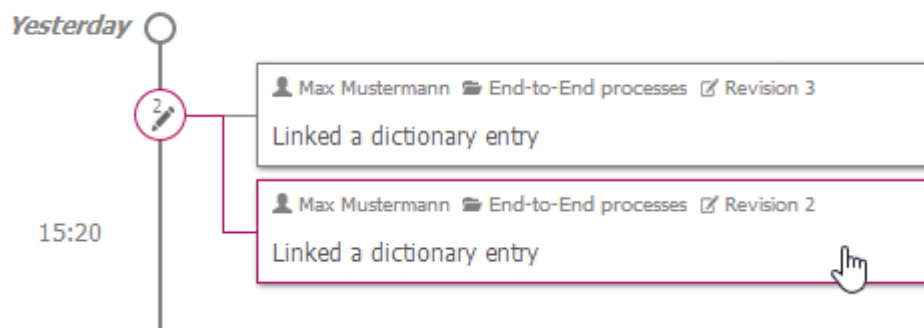 Yesterday
2
Max Mustermann End-to-End processes Revision 3
Linked a dictionary entry
Max Mustermann End-to-End processes Revision 2
15:20
Linked a dictionary entry